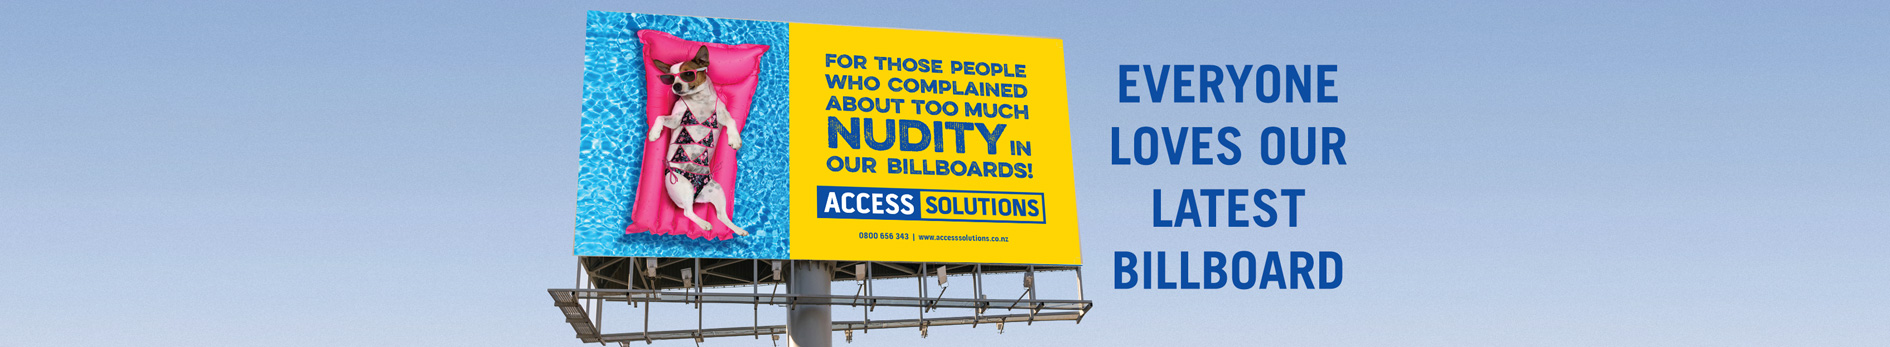 FOR THOSE PEOPLE
WHO COMPLAINED
ABOUT TOO MUCH
NUDITY IN
OUR BILLBOARDS!
ACCESS SOLUTIONS
0800 656 343 | www.accesssolutions.co.nz
EVERYONE
LOVES OUR
LATEST
BILLBOARD